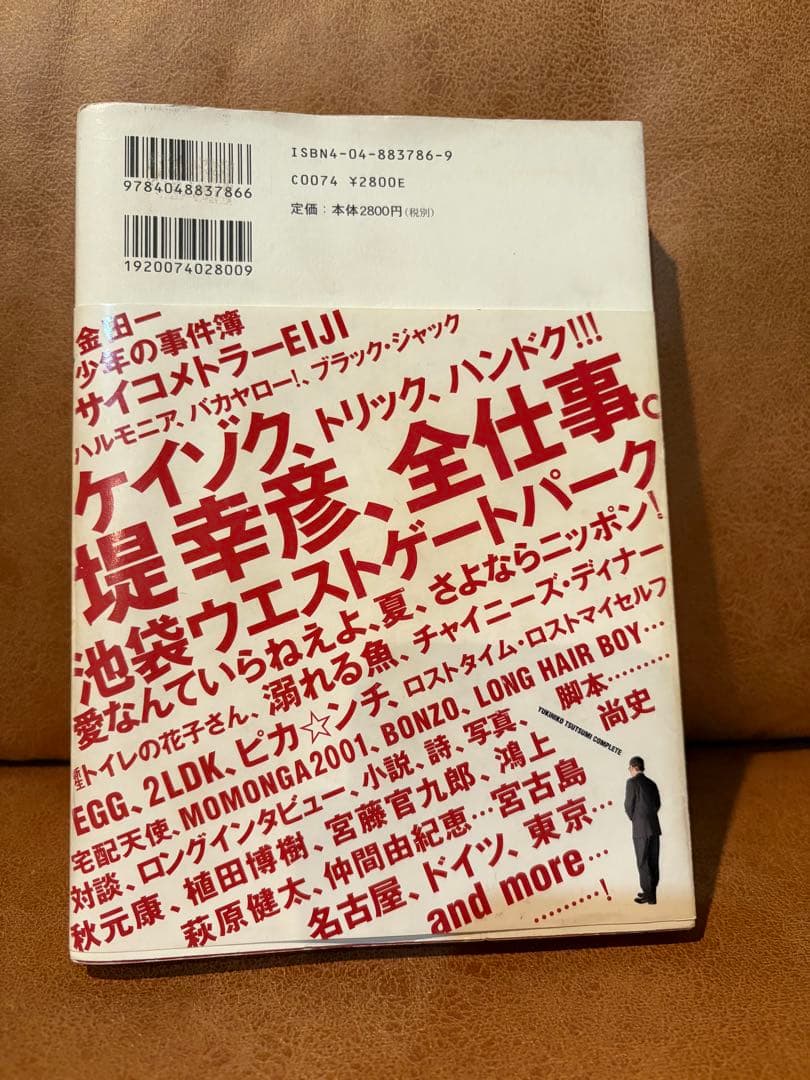 ISBN4-04-883786-9
C0074 ¥2800E
定価：本体2800円(税別)
9784048837866
1920074028009
金田一
少年の事件簿
サイコメトラーEIJI
ハルモニア、バカヤロー!、ブラック・ジャック
ケイゾク、トリック、ハンドク!!!
堤幸彦、全仕事。
池袋ウエストゲートパーク
愛なんていらねえよ、夏、さよならニッポン!
新生トイレの花子さん、溺れる魚、チャイニーズ・ディナー
EGG、2LDK、ピカ☆ンチ、ロストタイム・ロストマイセルフ
宅配天使、MOMONGA2001、BONZO、LONG HAIR BOY…
対談、ロングインタビュー、小説、詩、写真、脚本………
秋元康、植田博樹、宮藤官九郎、鴻上尚史
萩原健太、仲間由紀恵…宮古島
名古屋、ドイツ、東京…
and more…
………!
YUKIHIKO TSUTSUMI COMPLETE